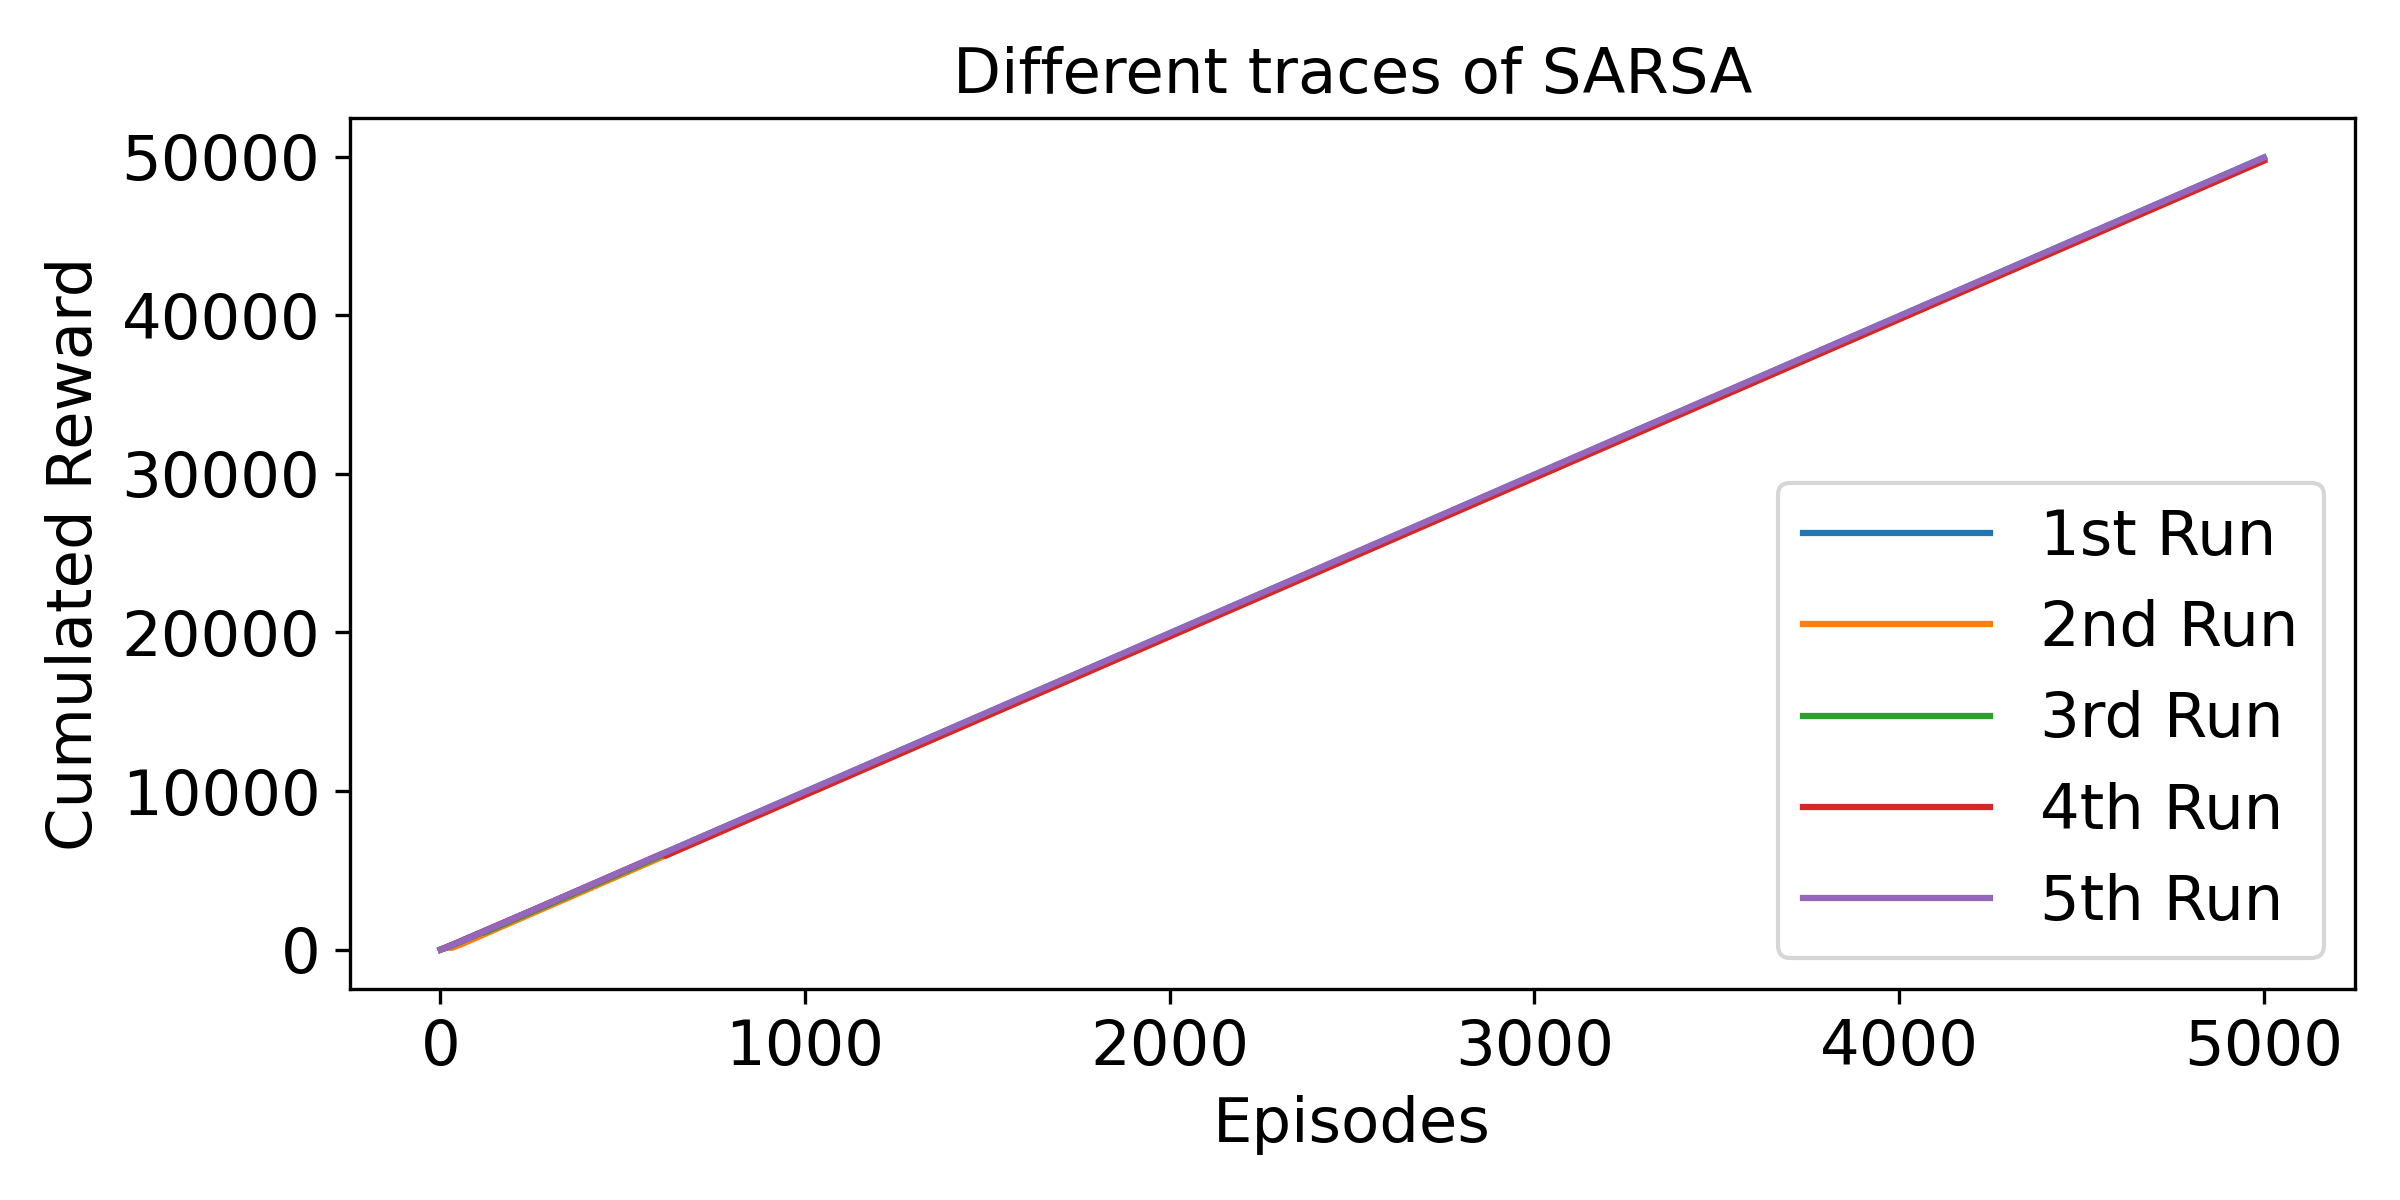 Different traces of SARSA
Cumulated Reward
50000
40000
30000
20000
10000
0
1st Run
2nd Run
3rd Run
4th Run
5th Run
0 1000 2000 3000 4000 5000
Episodes